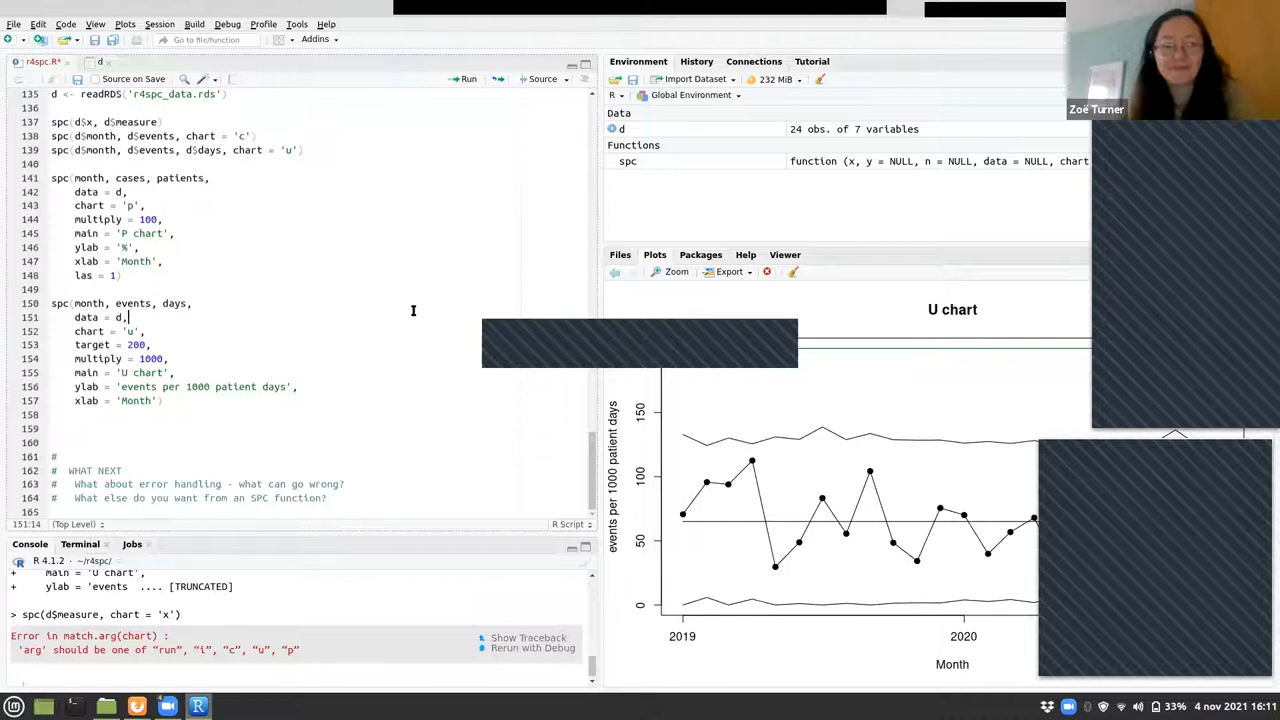 File Edit Code View Plots Session Build Debug Profile Tools Help
Go to file/function
Addins
r4spc.R*
d
Source on Save
Run
Source
135 d <- readRDS('r4spc_data.rds')
136
137 spc(d$x, d$measure)
138 spc(d$month, d$events, chart = 'c')
139 spc(d$month, d$events, d$days, chart = 'u')
140
141 spc(month, cases, patients,
142 data = d,
143 chart = 'p',
144 multiply = 100,
145 main = 'P chart',
146 ylab = '%',
147 xlab = 'Month',
148 las = 1)
149
150 spc(month, events, days,
151 data = d,
152 chart = 'u',
153 target = 200,
154 multiply = 1000,
155 main = 'U chart',
156 ylab = 'events per 1000 patient days',
157 xlab = 'Month')
158
159
160
161 #
162 # WHAT NEXT
163 # What about error handling - what can go wrong?
164 # What else do you want from an SPC function?
165
151:14 (Top Level) R Script
Console Terminal Jobs
R 4.1.2 · ~/r4spc/
+ main = 'U chart',
+ ylab = 'events .... [TRUNCATED]
> spc(d$measure, chart = 'x')
Error in match.arg(chart) :
'arg' should be one of “run”, “i”, “c”, “u”, “p”
Show Traceback
Rerun with Debug
Environment History Connections Tutorial
Import Dataset 232 MiB
R Global Environment
Data
d 24 obs. of 7 variables
Functions
spc function (x, y = NULL, n = NULL, data = NULL, chart
Files Plots Packages Help Viewer
Zoom Export
U chart
events per 1000 patient days
150
100
50
0
2019 2020
Month
Zoë Turner
33% 4 nov 2021 16:11